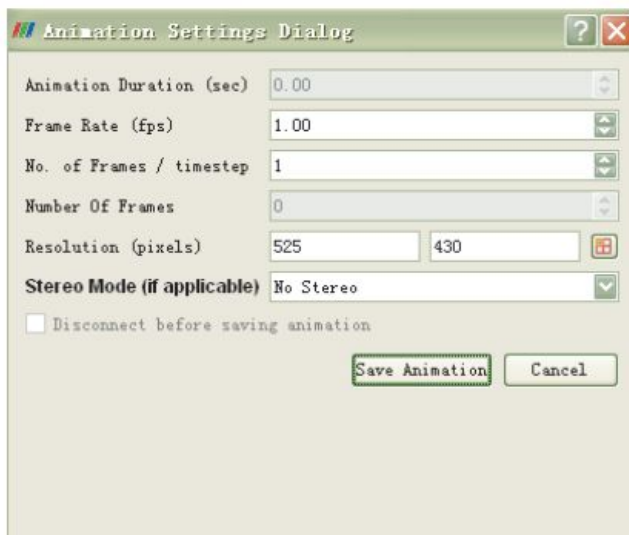 Animation Settings Dialog
Animation Duration (sec) 0.00
Frame Rate (fps) 1.00
No. of Frames / timestep 1
Number Of Frames 0
Resolution (pixels) 525 430
Stereo Mode (if applicable) No Stereo
Disconnect before saving animation
Save Animation Cancel